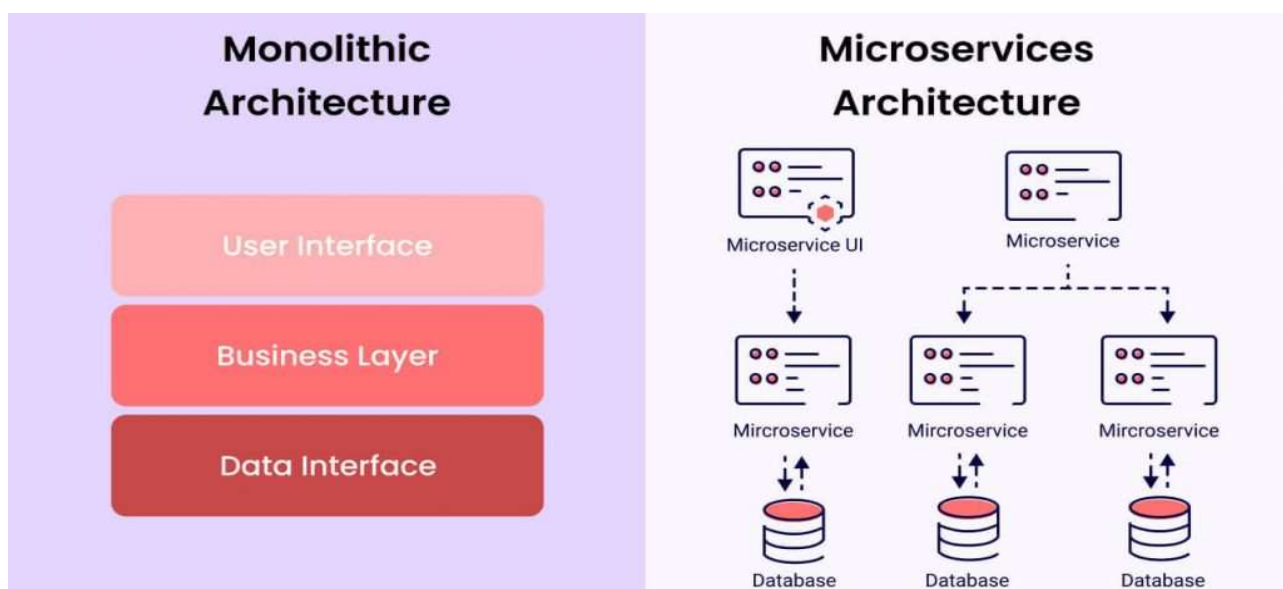 Monolithic
Architecture
User Interface
Business Layer
Data Interface
Microservices
Architecture
Microservice UI
Microservice
Mircroservice
Mircroservice
Mircroservice
Database
Database
Database